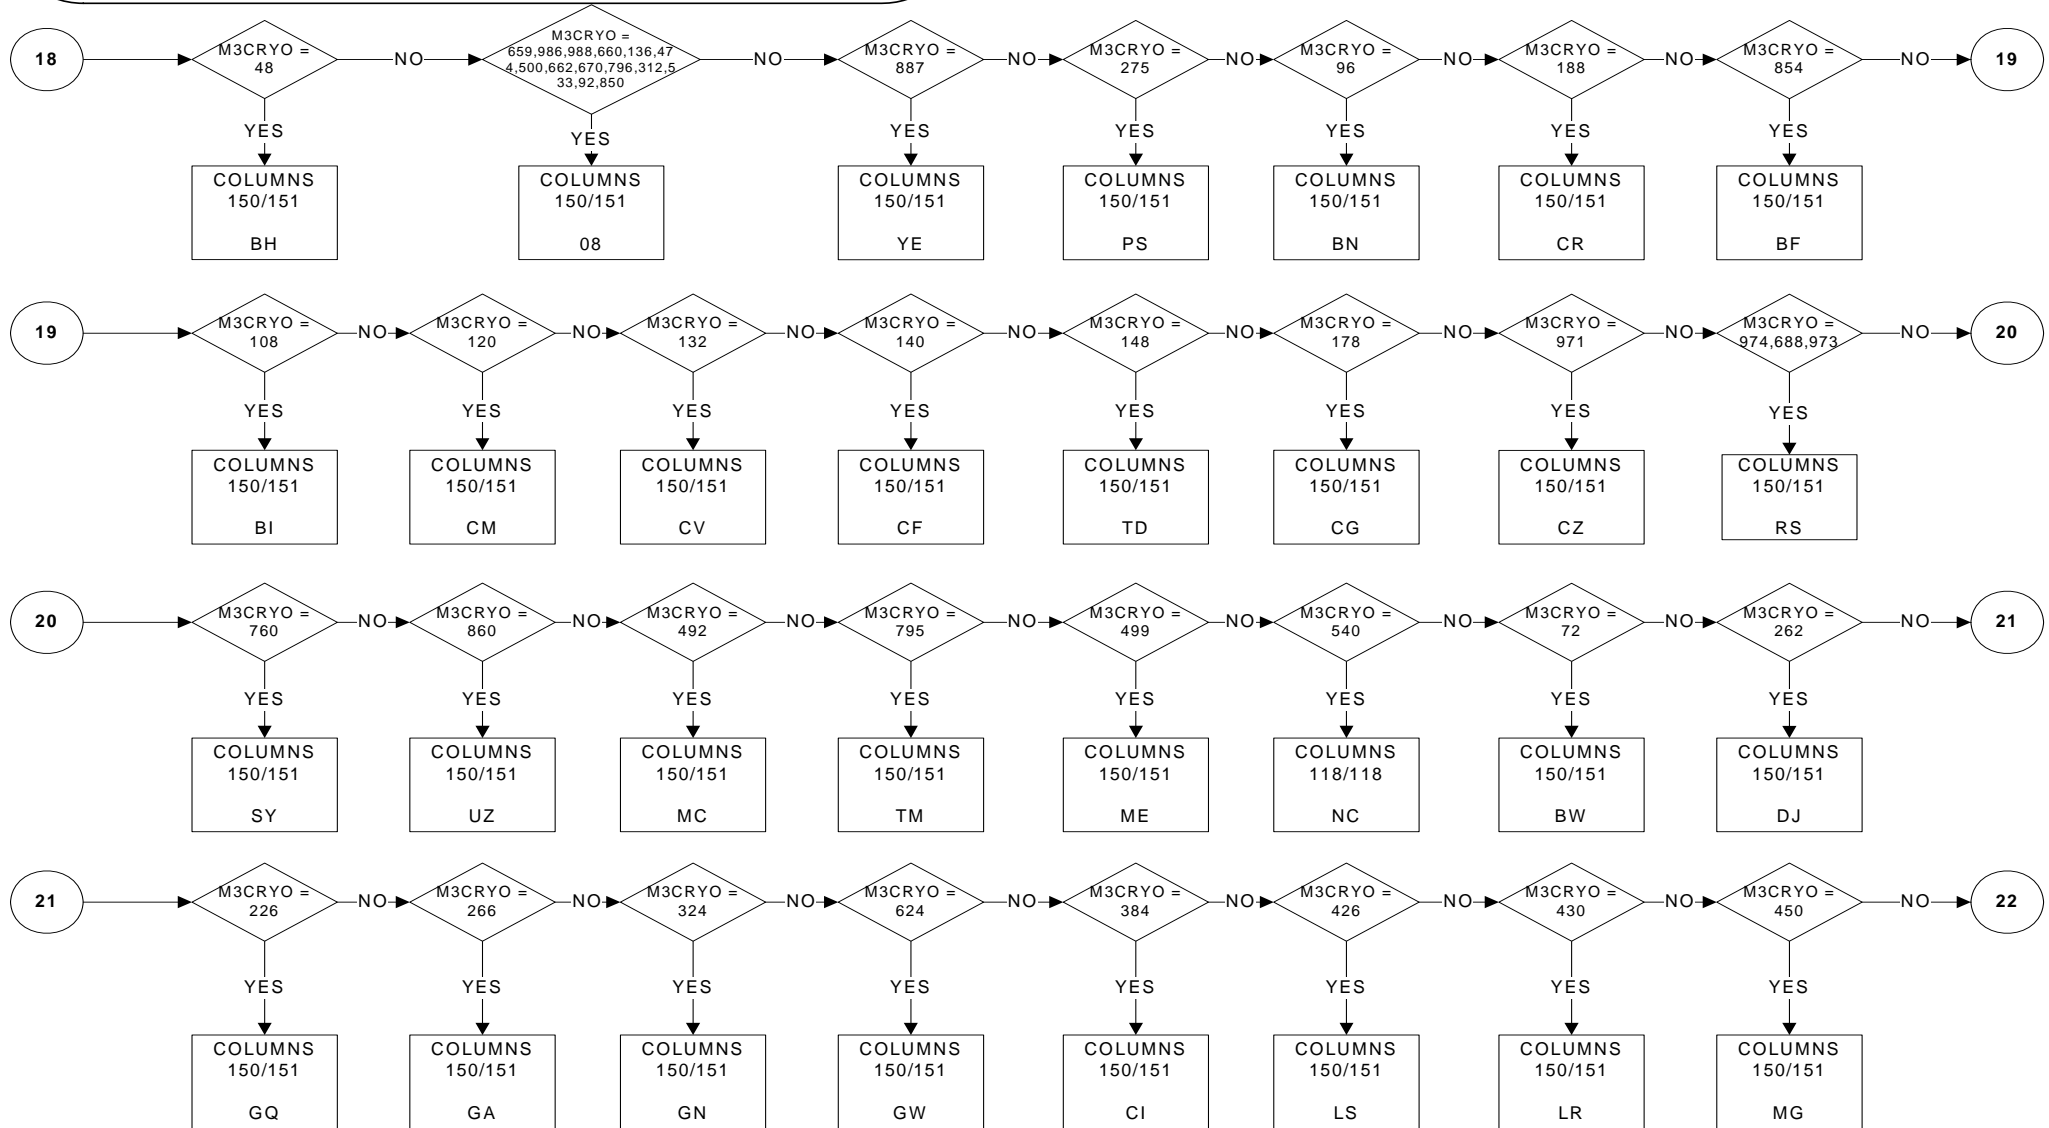 18
M3CRYO =
48
NO
M3CRYO =
659,986,988,660,136,47
4,500,662,670,796,312,5
33,92,850
NO
M3CRYO =
887
NO
M3CRYO =
275
NO
M3CRYO =
96
NO
M3CRYO =
188
NO
M3CRYO =
854
NO
19
YES
YES
YES
YES
YES
YES
YES
COLUMNS
150/151
BH
COLUMNS
150/151
08
COLUMNS
150/151
YE
COLUMNS
150/151
PS
COLUMNS
150/151
BN
COLUMNS
150/151
CR
COLUMNS
150/151
BF
19
M3CRYO =
108
NO
M3CRYO =
120
NO
M3CRYO =
132
NO
M3CRYO =
140
NO
M3CRYO =
148
NO
M3CRYO =
178
NO
M3CRYO =
971
NO
M3CRYO =
974,688,973
NO
20
YES
YES
YES
YES
YES
YES
YES
YES
COLUMNS
150/151
BI
COLUMNS
150/151
CM
COLUMNS
150/151
CV
COLUMNS
150/151
CF
COLUMNS
150/151
TD
COLUMNS
150/151
CG
COLUMNS
150/151
CZ
COLUMNS
150/151
RS
20
M3CRYO =
760
NO
M3CRYO =
860
NO
M3CRYO =
492
NO
M3CRYO =
795
NO
M3CRYO =
499
NO
M3CRYO =
540
NO
M3CRYO =
72
NO
M3CRYO =
262
NO
21
YES
YES
YES
YES
YES
YES
YES
YES
COLUMNS
150/151
SY
COLUMNS
150/151
UZ
COLUMNS
150/151
MC
COLUMNS
150/151
TM
COLUMNS
150/151
ME
COLUMNS
118/118
NC
COLUMNS
150/151
BW
COLUMNS
150/151
DJ
21
M3CRYO =
226
NO
M3CRYO =
266
NO
M3CRYO =
324
NO
M3CRYO =
624
NO
M3CRYO =
384
NO
M3CRYO =
426
NO
M3CRYO =
430
NO
M3CRYO =
450
NO
22
YES
YES
YES
YES
YES
YES
YES
YES
COLUMNS
150/151
GQ
COLUMNS
150/151
GA
COLUMNS
150/151
GN
COLUMNS
150/151
GW
COLUMNS
150/151
CI
COLUMNS
150/151
LS
COLUMNS
150/151
LR
COLUMNS
150/151
MG